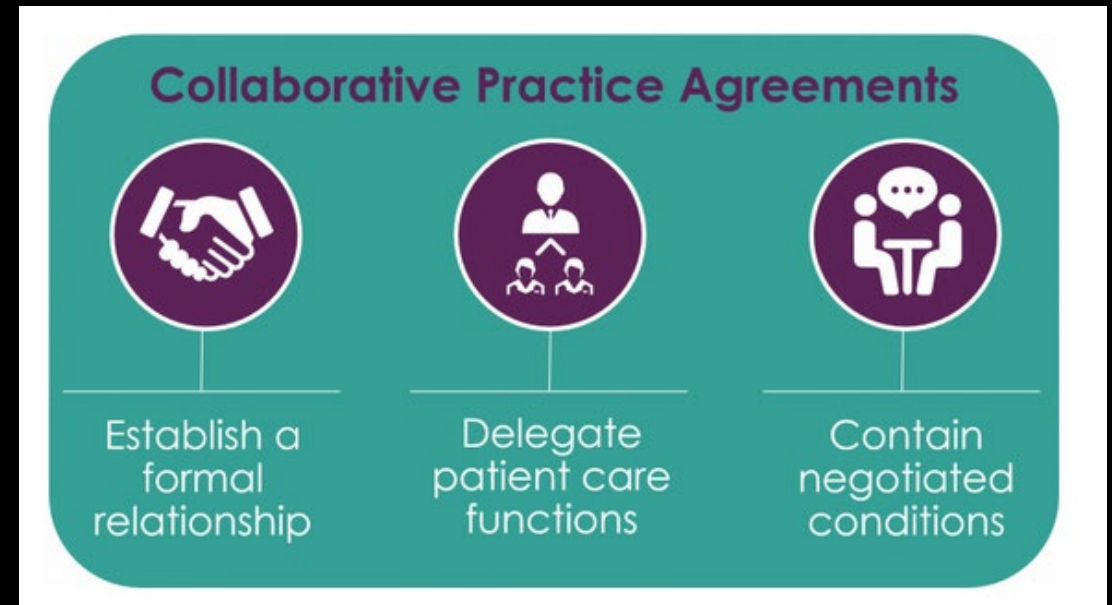 Collaborative Practice Agreements
Establish a
formal
relationship
Delegate
patient care
functions
Contain
negotiated
conditions